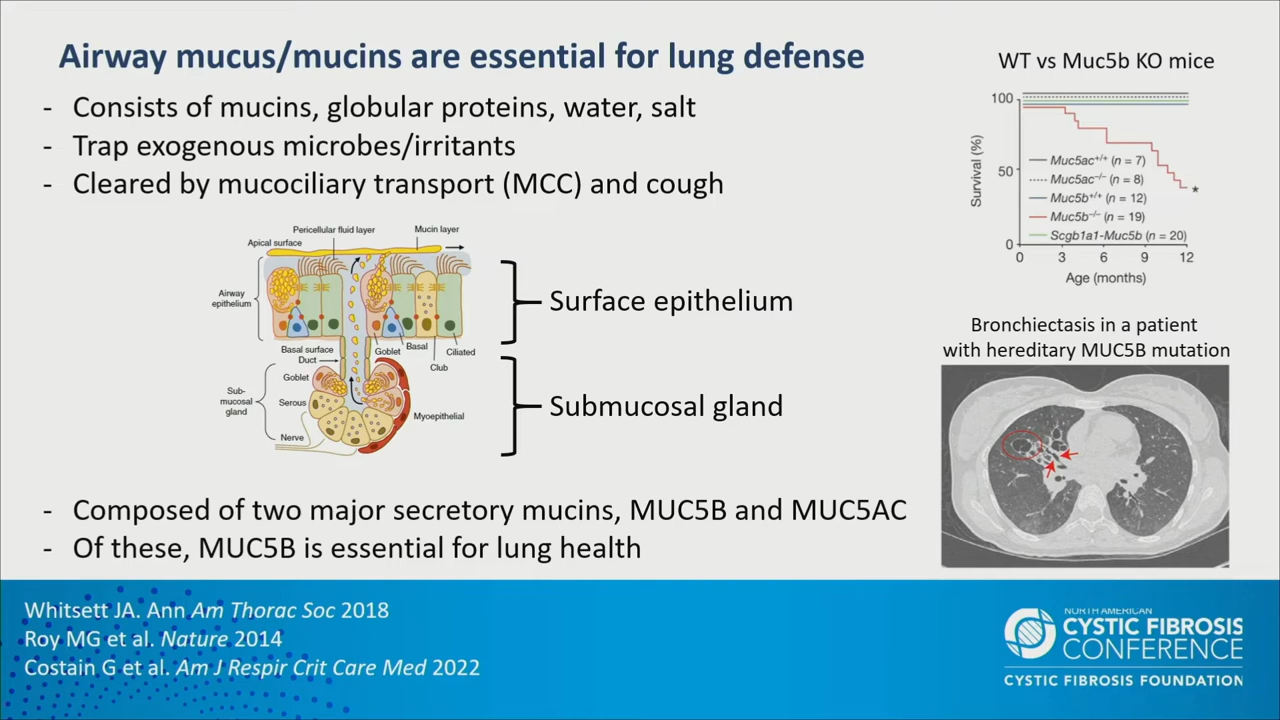 Airway mucus/mucins are essential for lung defense
- Consists of mucins, globular proteins, water, salt
- Trap exogenous microbes/irritants
- Cleared by mucociliary transport (MCC) and cough
Pericellular fluid layer
Mucin layer
Apical surface
Airway
epithelium
Basal surface
Duct
Goblet
Basal
Club
Ciliated
Goblet
Sub-
mucosal
gland
Serous
Myoepithelial
Nerve
Surface epithelium
Submucosal gland
- Composed of two major secretory mucins, MUC5B and MUC5AC
- Of these, MUC5B is essential for lung health
WT vs Muc5b KO mice
Survival (%)
100
50
0
Muc5ac+/+ (n = 7)
Muc5ac−/− (n = 8)
Muc5b+/+ (n = 12)
Muc5b−/− (n = 19)
Scgb1a1-Muc5b (n = 20)
*
0 3 6 9 12
Age (months)
Bronchiectasis in a patient
with hereditary MUC5B mutation
Whitsett JA. Ann Am Thorac Soc 2018
Roy MG et al. Nature 2014
Costain G et al. Am J Respir Crit Care Med 2022
NORTH AMERICAN
CYSTIC FIBROSIS
CONFERENCE
CYSTIC FIBROSIS FOUNDATION